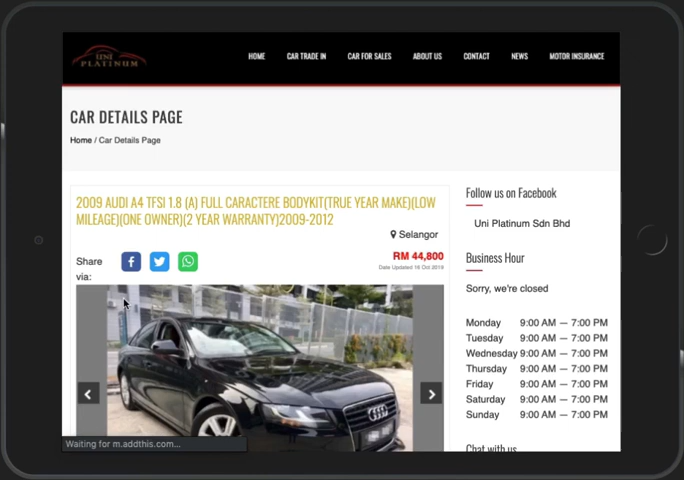 UNI
PLATINUM
HOME
CAR TRADE IN
CAR FOR SALES
ABOUT US
CONTACT
NEWS
MOTOR INSURANCE
CAR DETAILS PAGE
Home / Car Details Page
2009 AUDI A4 TFSI 1.8 (A) FULL CARACTERE BODYKIT(TRUE YEAR MAKE)(LOW
MILEAGE)(ONE OWNER)(2 YEAR WARRANTY)2009-2012
Selangor
Share
via:
RM 44,800
Date Updated 16 Oct 2019
Follow us on Facebook
Uni Platinum Sdn Bhd
Business Hour
Sorry, we're closed
Monday 9:00 AM — 7:00 PM
Tuesday 9:00 AM — 7:00 PM
Wednesday 9:00 AM — 7:00 PM
Thursday 9:00 AM — 7:00 PM
Friday 9:00 AM — 7:00 PM
Saturday 9:00 AM — 7:00 PM
Sunday 9:00 AM — 7:00 PM
Chat with us
Waiting for m.addthis.com...